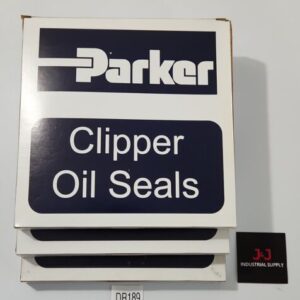 Parker
Clipper
Oil Seals
J&J
INDUSTRIAL SUPPLY
DR189